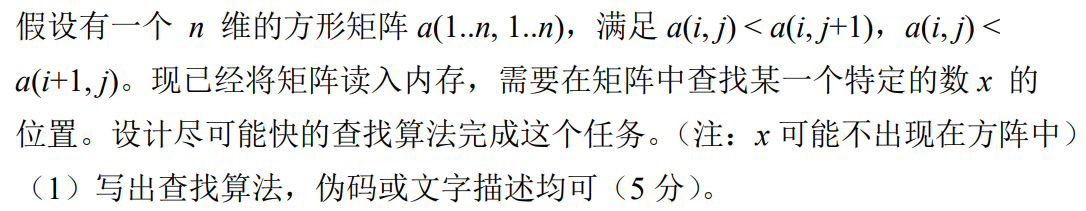 假设有一个 n 维的方形矩阵 a(1..n, 1..n)，满足 a(i, j) < a(i, j+1)，a(i, j) <
a(i+1, j)。现已经将矩阵读入内存，需要在矩阵中查找某一个特定的数 x 的
位置。设计尽可能快的查找算法完成这个任务。（注：x 可能不出现在方阵中）
（1）写出查找算法，伪码或文字描述均可（5 分）。